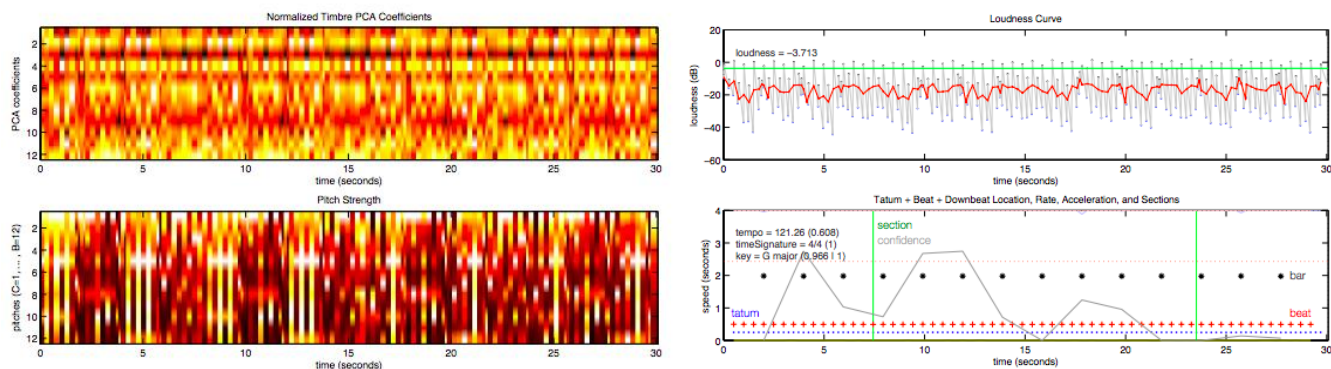 Normalized Timbre PCA Coefficients
PCA coefficients
2
4
6
8
10
12
0 5 10 15 20 25 30
time (seconds)
Loudness Curve
loudness (dB)
20
0
−20
−40
−60
loudness = −3.713
0 5 10 15 20 25 30
time (seconds)
Pitch Strength
pitches (C=1, ... , B=12)
2
4
6
8
10
12
0 5 10 15 20 25 30
time (seconds)
Tatum + Beat + Downbeat Location, Rate, Acceleration, and Sections
speed (seconds)
4
3
2
1
0
tempo = 121.26 (0.608)
timeSignature = 4/4 (1)
key = G major (0.966 | 1)
section
confidence
bar
tatum
beat
0 5 10 15 20 25 30
time (seconds)